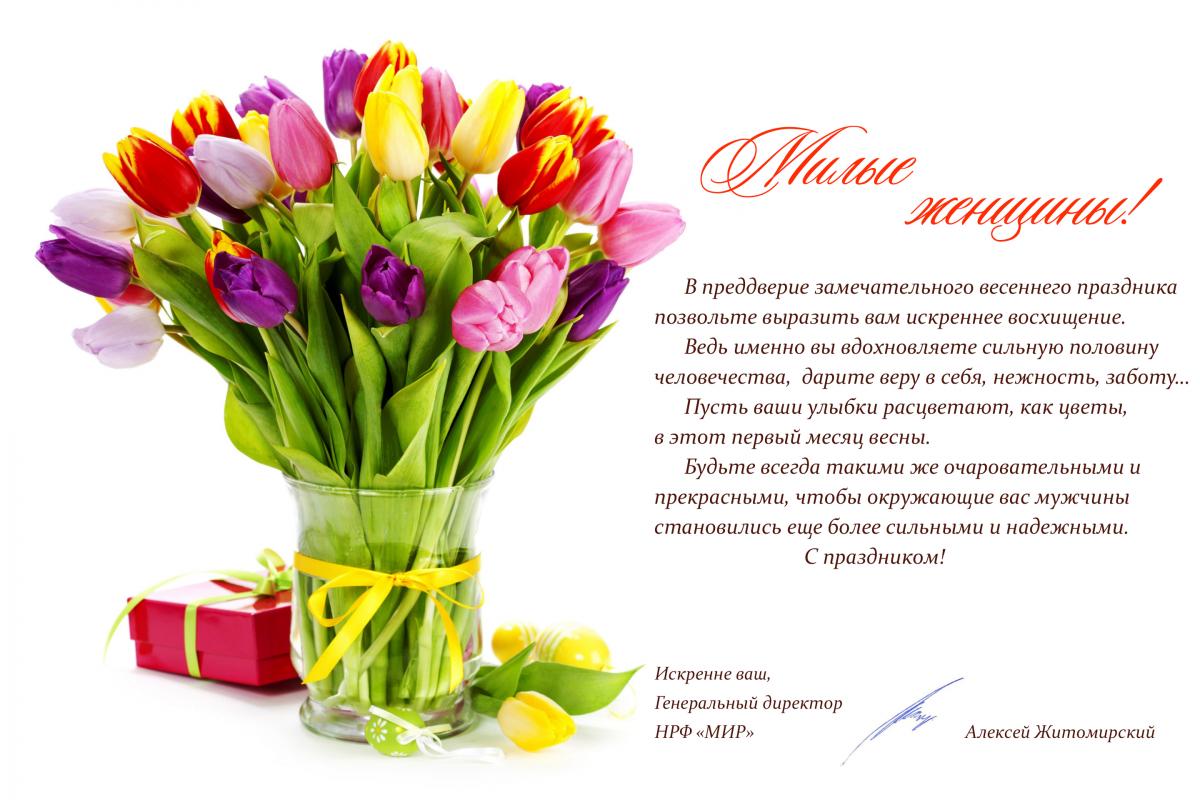 Милые
женщины!
В преддверие замечательного весеннего праздника
позвольте выразить вам искреннее восхищение.
Ведь именно вы вдохновляете сильную половину
человечества, дарите веру в себя, нежность, заботу...
Пусть ваши улыбки расцветают, как цветы,
в этот первый месяц весны.
Будьте всегда такими же очаровательными и
прекрасными, чтобы окружающие вас мужчины
становились еще более сильными и надежными.
С праздником!
Искренне ваш,
Генеральный директор
НРФ «МИР»
Алексей Житомирский